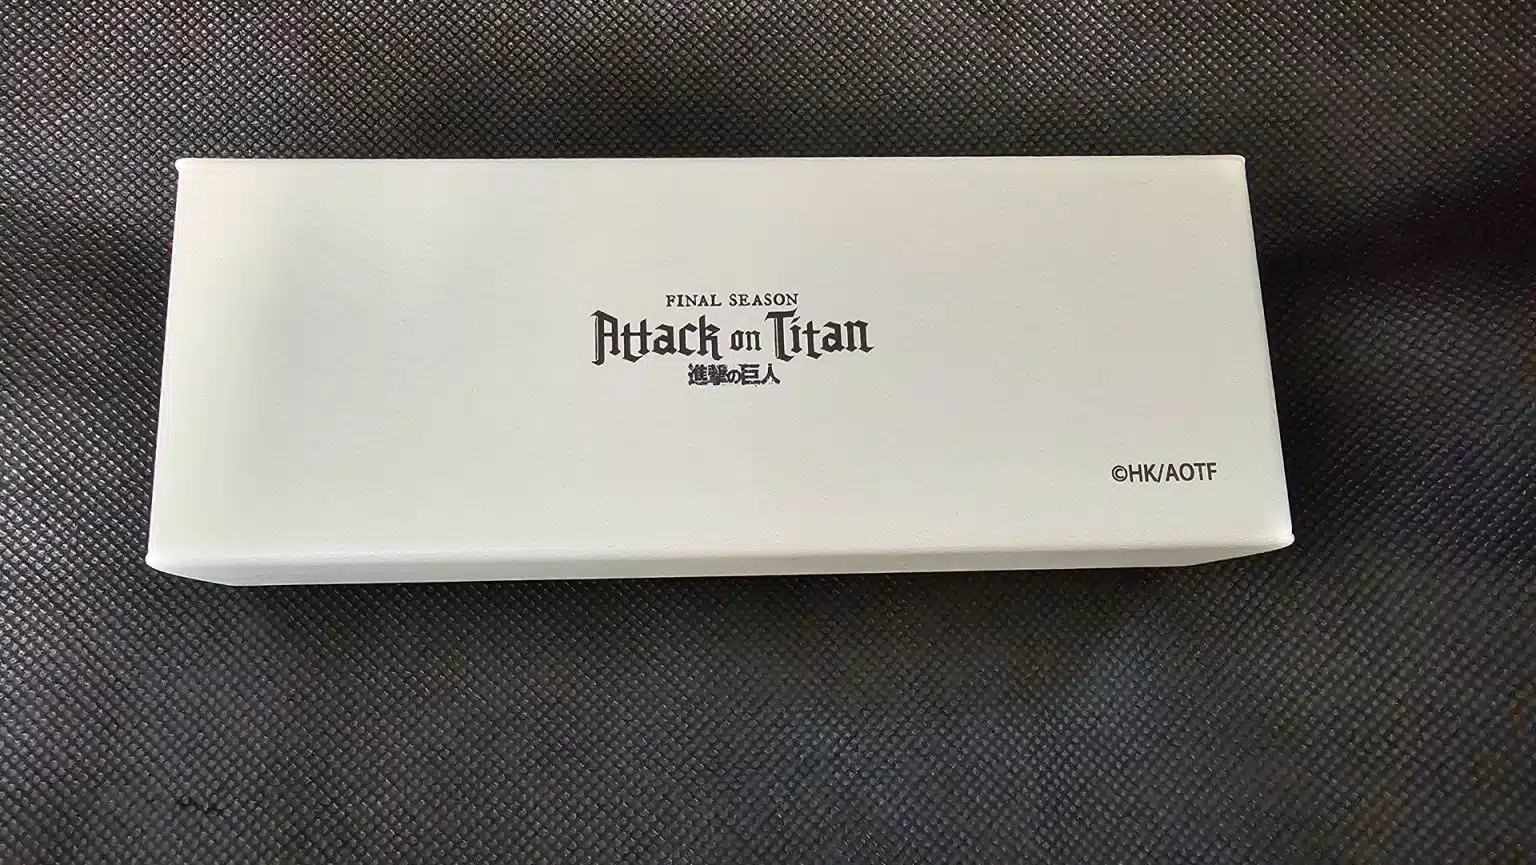 FINAL SEASON
Attack on Titan
進撃の巨人
©HK/AOTF